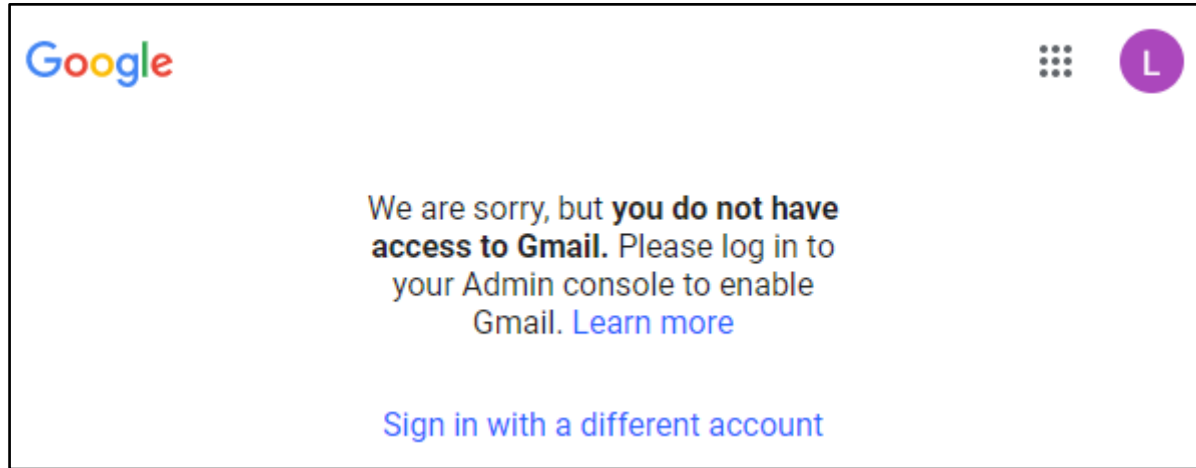 Google
L
We are sorry, but you do not have
access to Gmail. Please log in to
your Admin console to enable
Gmail. Learn more
Sign in with a different account